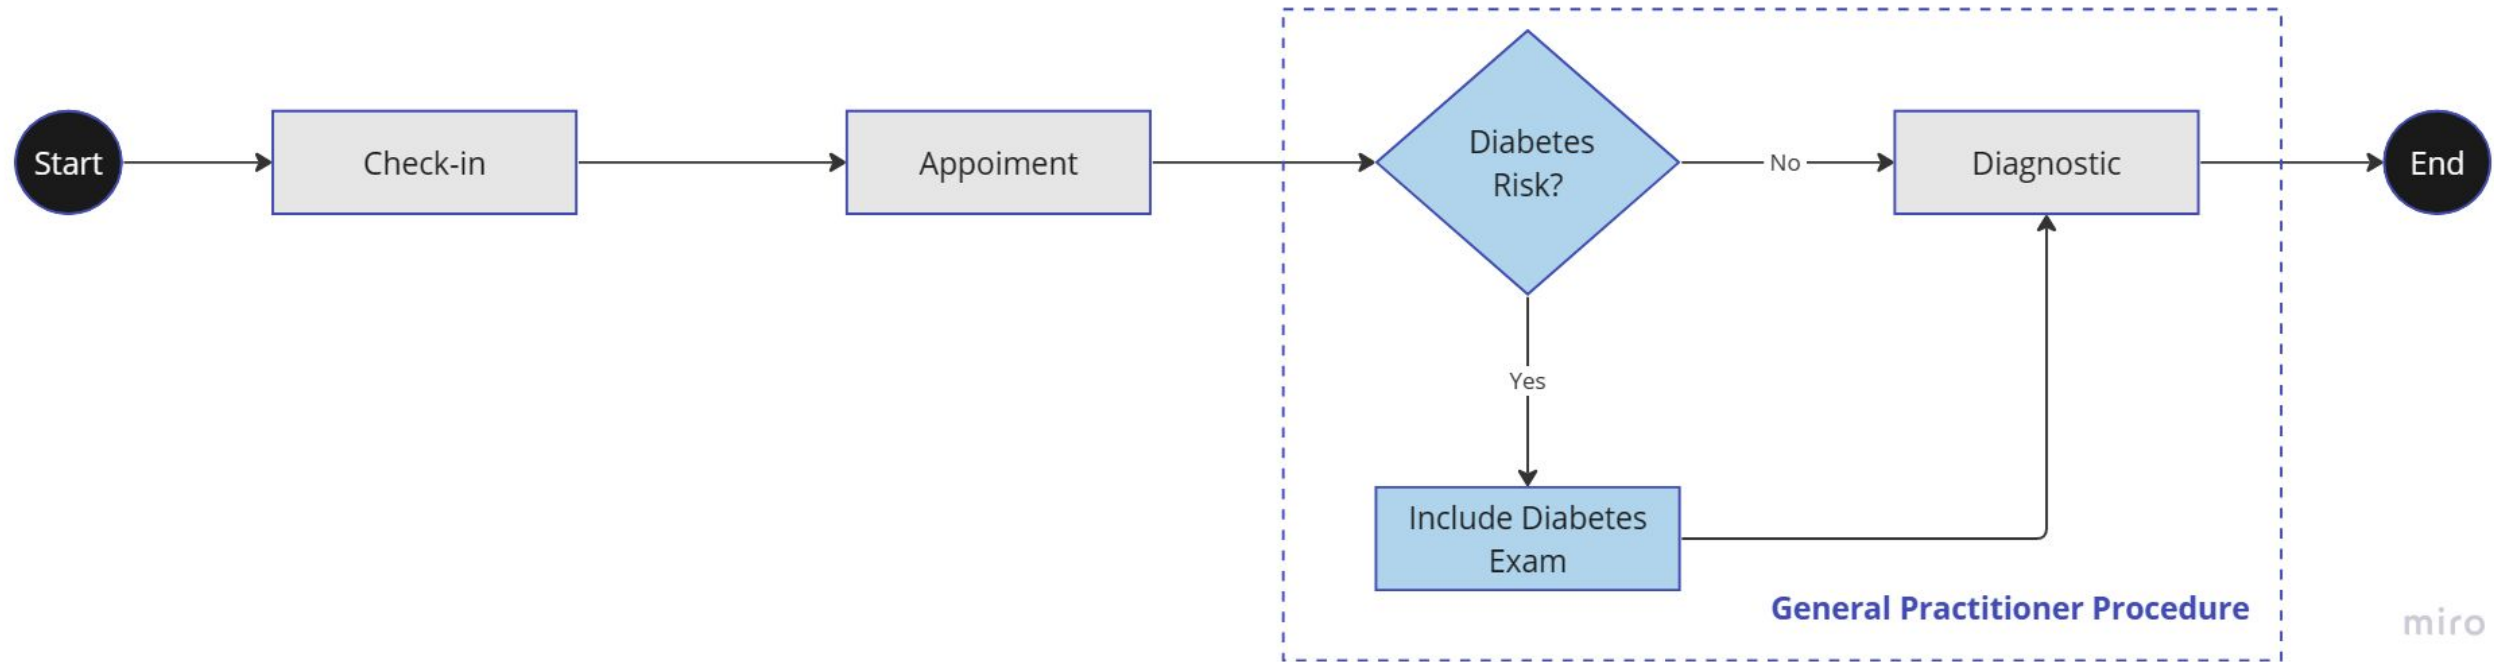 Start
Check-in
Appoiment
Diabetes
Risk?
No
Diagnostic
End
Yes
Include Diabetes
Exam
General Practitioner Procedure
miro